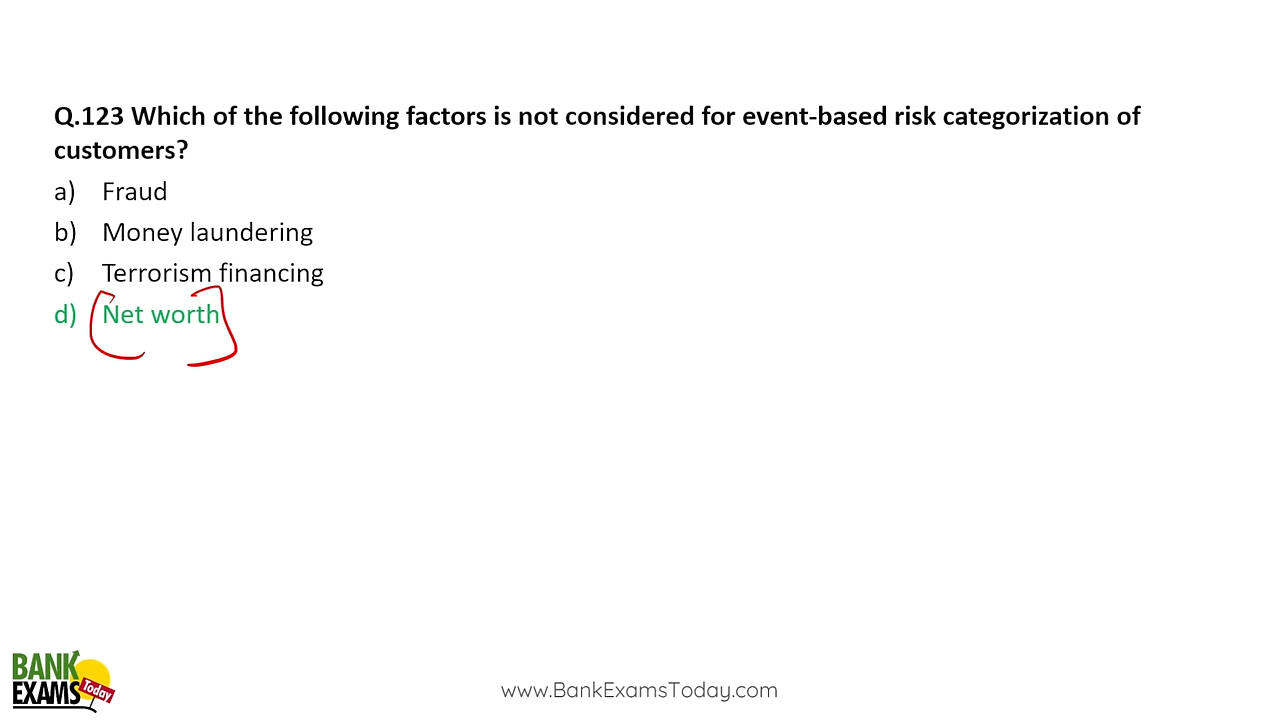 Q.123 Which of the following factors is not considered for event-based risk categorization of
customers?
a) Fraud
b) Money laundering
c) Terrorism financing
d) Net worth
BANK
EXAMS
Today
www.BankExamsToday.com